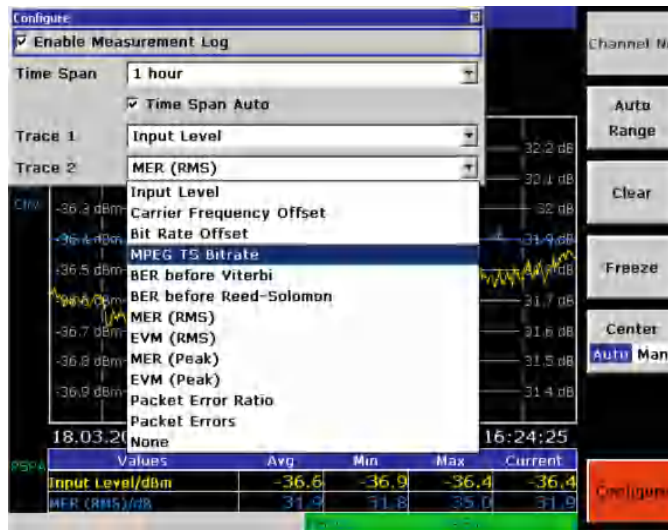 Configure
Enable Measurement Log
Time Span 1 hour
Time Span Auto
Trace 1 Input Level
Trace 2 MER (RMS)
Input Level
Carrier Frequency Offset
Bit Rate Offset
MPEG TS Bitrate
BER before Viterbi
BER before Reed-Solomon
MER (RMS)
EVM (RMS)
MER (Peak)
EVM (Peak)
Packet Error Ratio
Packet Errors
None
-36.3 dBm
-36.5 dBm
-36.7 dBm
-36.8 dBm
-36.9 dBm
32.2 dB
32.1 dB
32 dB
31.9 dB
31.7 dB
31.6 dB
31.5 dB
31.4 dB
16:24:25
Values Avg Min Max Current
Input Level/dBm -36.6 -36.9 -36.4 -36.4
MER (RMS)/dB 31.9 31.8 35.0 31.9
Channel
Auto
Range
Clear
Freeze
Center
Auto Man
Configure